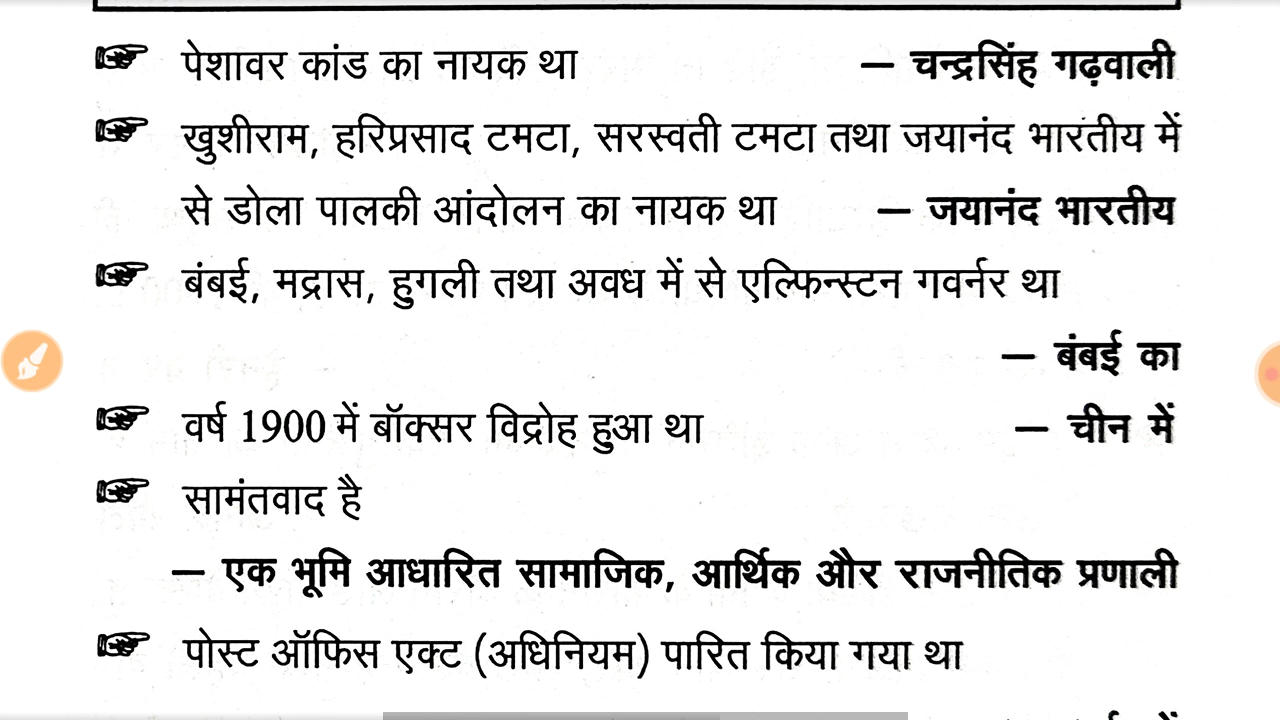 पेशावर कांड का नायक था — चन्द्रसिंह गढ़वाली
खुशीराम, हरिप्रसाद टमटा, सरस्वती टमटा तथा जयानंद भारतीय में
से डोला पालकी आंदोलन का नायक था — जयानंद भारतीय
बंबई, मद्रास, हुगली तथा अवध में से एल्फिन्स्टन गवर्नर था
— बंबई का
वर्ष 1900 में बॉक्सर विद्रोह हुआ था — चीन में
सामंतवाद है
— एक भूमि आधारित सामाजिक, आर्थिक और राजनीतिक प्रणाली
पोस्ट ऑफिस एक्ट (अधिनियम) पारित किया गया था